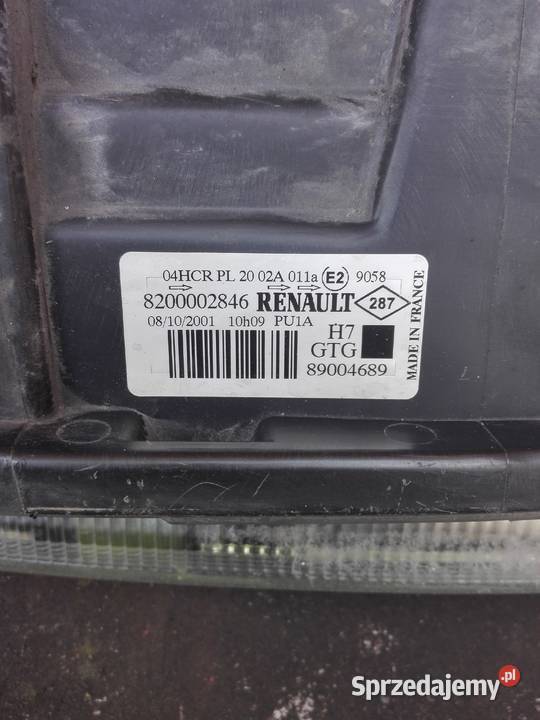 04HCR PL 20 02A 011a E2 9058
8200002846 RENAULT 287
08/10/2001 10h09 PU1A
H7
GTG
89004689
MADE IN FRANCE
Sprzedajemy.pl